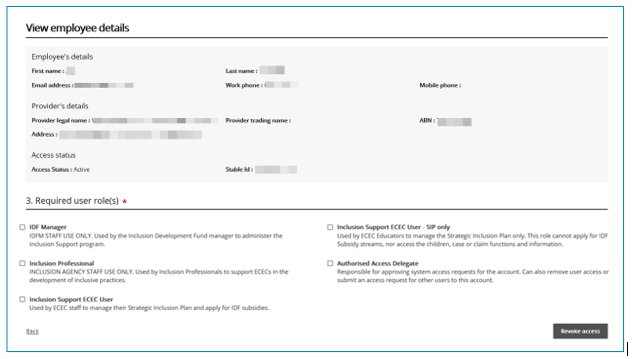 View employee details
Employee's details
First name :
Last name :
Email address :
Work phone :
Mobile phone :
Provider's details
Provider legal name :
Provider trading name :
ABN :
Address :
Access status
Access Status : Active
Stable Id :
3. Required user role(s) *
IDF Manager
IDFM STAFF USE ONLY. Used by the Inclusion Development Fund manager to administer the
Inclusion Support program.
Inclusion Support ECEC User - SIP only
Used by ECEC Educators to manage the Strategic Inclusion Plan only. This role cannot apply for IDF
Subsidy streams, nor access the children, case or claim functions and information.
Inclusion Professional
INCLUSION AGENCY STAFF USE ONLY. Used by Inclusion Professionals to support ECECs in the
development of inclusive practices.
Authorised Access Delegate
Responsible for approving system access requests for the account. Can also remove user access or
submit an access request for other users to this account.
Inclusion Support ECEC User
Used by ECEC staff to manage their Strategic Inclusion Plan and apply for IDF subsidies.
Back
Revoke access